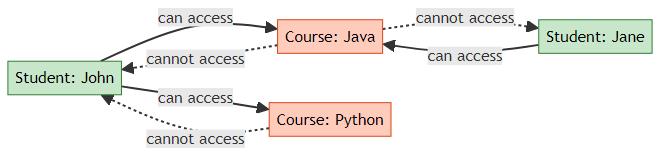 can access
Course: Java
cannot access
Student: Jane
cannot access
can access
Student: John
can access
Course: Python
cannot access